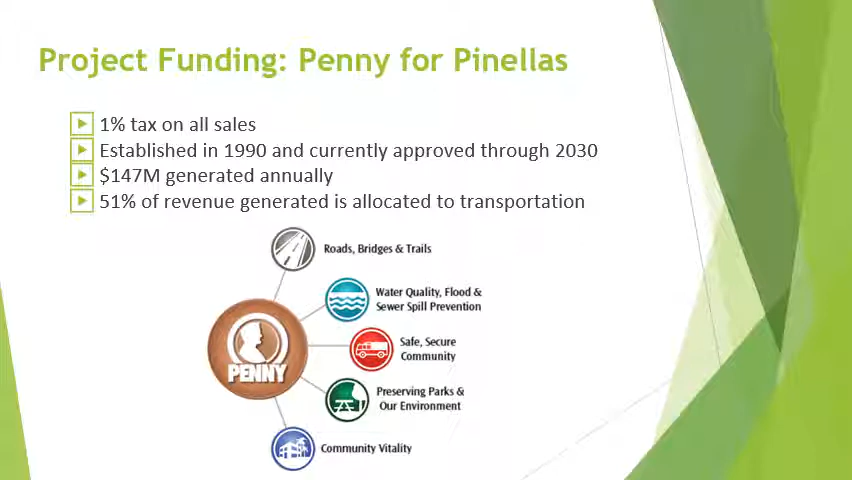 Project Funding: Penny for Pinellas
1% tax on all sales
Established in 1990 and currently approved through 2030
$147M generated annually
51% of revenue generated is allocated to transportation
Roads, Bridges & Trails
Water Quality, Flood &
Sewer Spill Prevention
Safe, Secure
Community
PENNY
Preserving Parks &
Our Environment
Community Vitality